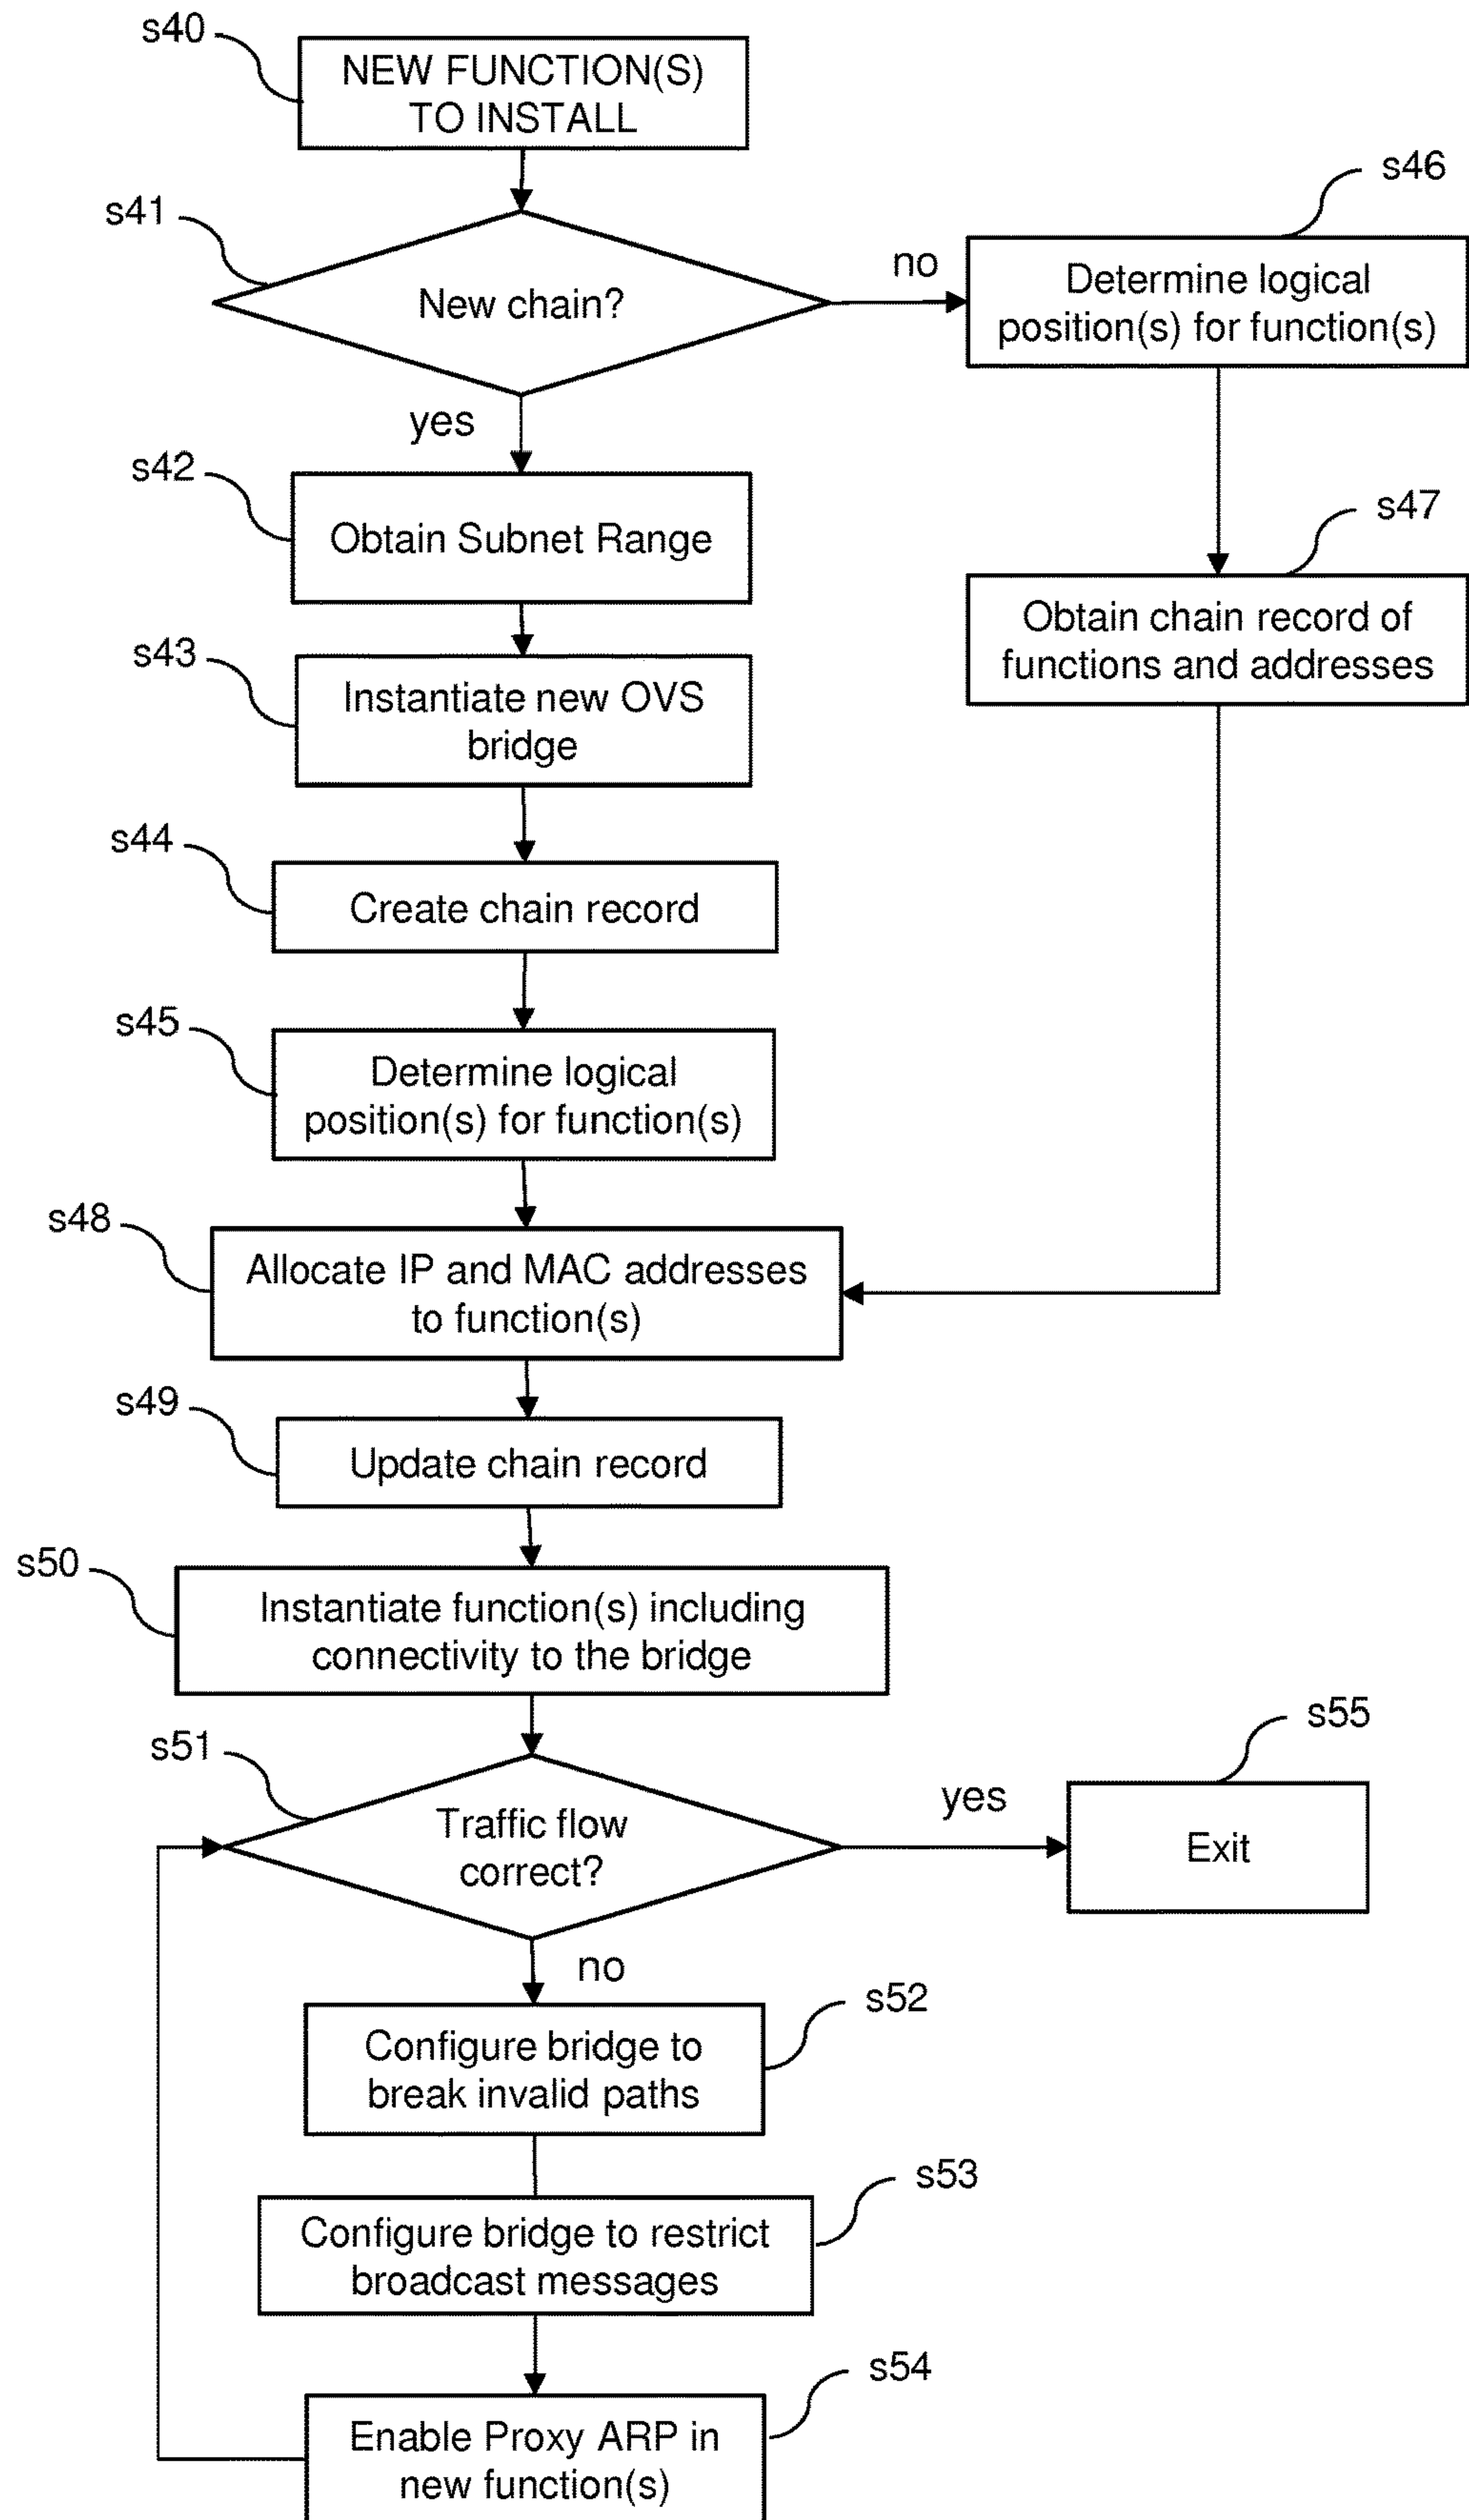 s40
NEW FUNCTION(S)
TO INSTALL
s41
New chain?
no
s46
Determine logical
position(s) for function(s)
yes
s42
Obtain Subnet Range
s47
Obtain chain record of
functions and addresses
s43
Instantiate new OVS
bridge
s44
Create chain record
s45
Determine logical
position(s) for function(s)
s48
Allocate IP and MAC addresses
to function(s)
s49
Update chain record
s50
Instantiate function(s) including
connectivity to the bridge
s51
Traffic flow
correct?
yes
s55
Exit
no
s52
Configure bridge to
break invalid paths
s53
Configure bridge to restrict
broadcast messages
s54
Enable Proxy ARP in
new function(s)